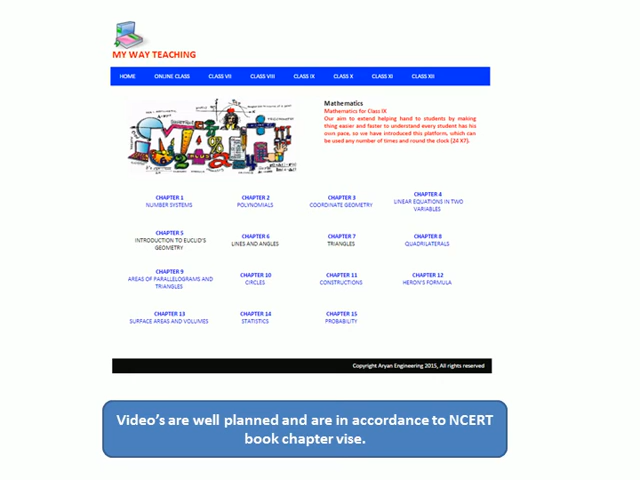 MY WAY TEACHING
HOME ONLINE CLASS CLASS VII CLASS VIII CLASS IX CLASS X CLASS XI CLASS XII
MATH
PLUS
Mathematics
Mathematics for Class IX
Our aim to extend helping hand to students by making
thing easier and faster to understand every student has his
own pace, so we have introduced this platform, which can
be used any number of times and round the clock (24 X7).
CHAPTER 1
NUMBER SYSTEMS
CHAPTER 2
POLYNOMIALS
CHAPTER 3
COORDINATE GEOMETRY
CHAPTER 4
LINEAR EQUATIONS IN TWO
VARIABLES
CHAPTER 5
INTRODUCTION TO EUCLID'S
GEOMETRY
CHAPTER 6
LINES AND ANGLES
CHAPTER 7
TRIANGLES
CHAPTER 8
QUADRILATERALS
CHAPTER 9
AREAS OF PARALLELOGRAMS AND
TRIANGLES
CHAPTER 10
CIRCLES
CHAPTER 11
CONSTRUCTIONS
CHAPTER 12
HERON'S FORMULA
CHAPTER 13
SURFACE AREAS AND VOLUMES
CHAPTER 14
STATISTICS
CHAPTER 15
PROBABILITY
Copyright Aryan Engineering 2015, All rights reserved
Video's are well planned and are in accordance to NCERT
book chapter vise.